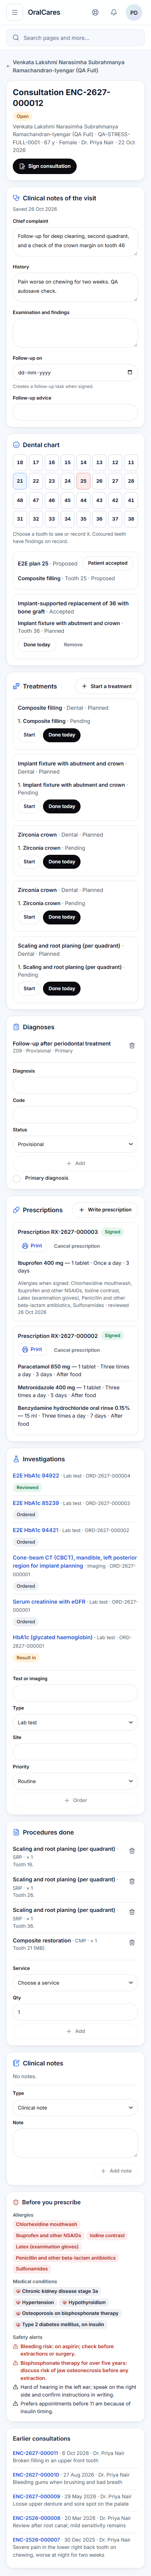 OralCares
PD
Search pages and more...
Venkata Lakshmi Narasimha Subrahmanya
Ramachandran-Iyengar (QA Full)
Consultation ENC-2627-
000012
Open
Venkata Lakshmi Narasimha Subrahmanya
Ramachandran-Iyengar (QA Full) · QA-STRESS-
FULL-0001 · 67 y · Female · Dr. Priya Nair · 22 Oct
2026
Sign consultation
Clinical notes of the visit
Saved 26 Oct 2026
Chief complaint
Follow-up for deep cleaning, second quadrant,
and a check of the crown margin on tooth 46
History
Pain worse on chewing for two weeks. QA
autosave check.
Examination and findings
Follow-up on
dd-mm-yyyy
Creates a follow-up task when signed.
Follow-up advice
Dental chart
18 17 16 15 14 13 12 11
21 22 23 24 25 26 27 28
48 47 46 45 44 43 42 41
31 32 33 34 35 36 37 38
Choose a tooth to see or record it. Coloured teeth
have findings on record.
E2E plan 25 · Proposed
Patient accepted
Composite filling · Tooth 25 · Proposed
Implant-supported replacement of 36 with
bone graft · Accepted
Implant fixture with abutment and crown ·
Tooth 36 · Planned
Done today
Remove
Treatments
Start a treatment
Composite filling · Dental · Planned
1. Composite filling · Pending
Start
Done today
Implant fixture with abutment and crown ·
Dental · Planned
1. Implant fixture with abutment and crown ·
Pending
Start
Done today
Zirconia crown · Dental · Planned
1. Zirconia crown · Pending
Start
Done today
Zirconia crown · Dental · Planned
1. Zirconia crown · Pending
Start
Done today
Scaling and root planing (per quadrant) ·
Dental · Planned
1. Scaling and root planing (per quadrant) ·
Pending
Start
Done today
Diagnoses
Follow-up after periodontal treatment
Z09 · Provisional · Primary
Diagnosis
Code
Status
Provisional
Add
Primary diagnosis
Prescriptions
Write prescription
Prescription RX-2627-000003
Signed
Print
Cancel prescription
Ibuprofen 400 mg — 1 tablet · Once a day · 3
days
Allergies when signed: Chlorhexidine mouthwash,
Ibuprofen and other NSAIDs, Iodine contrast,
Latex (examination gloves), Penicillin and other
beta-lactam antibiotics, Sulfonamides · reviewed
26 Oct 2026
Prescription RX-2627-000002
Signed
Print
Cancel prescription
Paracetamol 650 mg — 1 tablet · Three times
a day · 3 days · After food
Metronidazole 400 mg — 1 tablet · Three
times a day · 5 days · After food
Benzydamine hydrochloride oral rinse 0.15%
— 15 ml · Three times a day · 7 days · After
food
Investigations
E2E HbA1c 94922 · Lab test · ORD-2627-000004
Reviewed
E2E HbA1c 85239 · Lab test · ORD-2627-000003
Ordered
E2E HbA1c 94421 · Lab test · ORD-2627-000002
Ordered
Cone-beam CT (CBCT), mandible, left posterior
region for implant planning · Imaging · ORD-2627-
000001
Ordered
Serum creatinine with eGFR · Lab test · ORD-2627-
000001
Ordered
HbA1c (glycated haemoglobin) · Lab test · ORD-
2627-000001
Result in
Test or imaging
Type
Lab test
Site
Priority
Routine
Order
Procedures done
Scaling and root planing (per quadrant) ·
SRP · × 1
Tooth 16.
Scaling and root planing (per quadrant) ·
SRP · × 1
Tooth 26.
Scaling and root planing (per quadrant) ·
SRP · × 1
Tooth 36.
Composite restoration · CMP · × 1
Tooth 21 (MB).
Service
Choose a service
Qty
1
Add
Clinical notes
No notes.
Type
Clinical note
Note
Add note
Before you prescribe
Allergies
Chlorhexidine mouthwash
Ibuprofen and other NSAIDs
Iodine contrast
Latex (examination gloves)
Penicillin and other beta-lactam antibiotics
Sulfonamides
Medical conditions
Chronic kidney disease stage 3a
Hypertension
Hypothyroidism
Osteoporosis on bisphosphonate therapy
Type 2 diabetes mellitus, on insulin
Safety alerts
Bleeding risk: on aspirin; check before
extractions or surgery.
Bisphosphonate therapy for over five years:
discuss risk of jaw osteonecrosis before any
extraction.
Hard of hearing in the left ear; speak on the right
side and confirm instructions in writing.
Prefers appointments before 11 am because of
insulin timing.
Earlier consultations
ENC-2627-000011 · 6 Oct 2026 · Dr. Priya Nair
Broken filling in an upper front tooth
ENC-2627-000010 · 27 Aug 2026 · Dr. Priya Nair
Bleeding gums when brushing and bad breath
ENC-2627-000009 · 29 May 2026 · Dr. Priya Nair
Loose upper denture and sore spot on the palate
ENC-2526-000008 · 20 Mar 2026 · Dr. Priya Nair
Review after root canal; mild sensitivity remains
ENC-2526-000007 · 30 Dec 2025 · Dr. Priya Nair
Severe pain in the lower right back tooth on
chewing, worse at night for two weeks